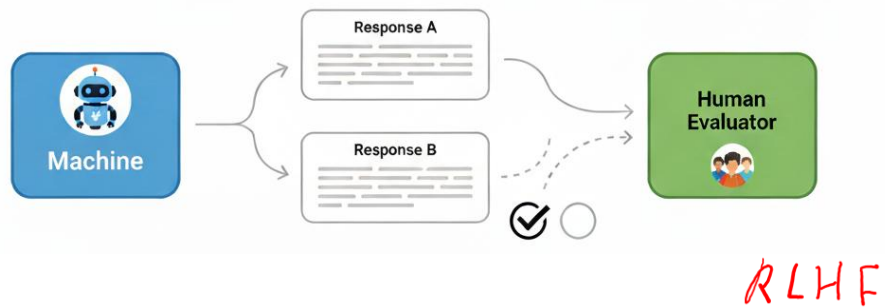 Response A
Machine
Response B
Human
Evaluator
RLHF